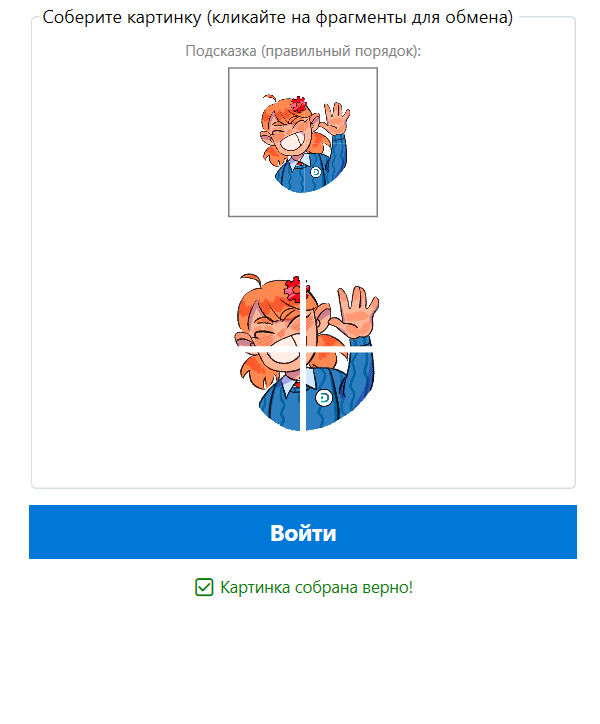 Соберите картинку (кликайте на фрагменты для обмена)
Подсказка (правильный порядок):
Войти
Картинка собрана верно!